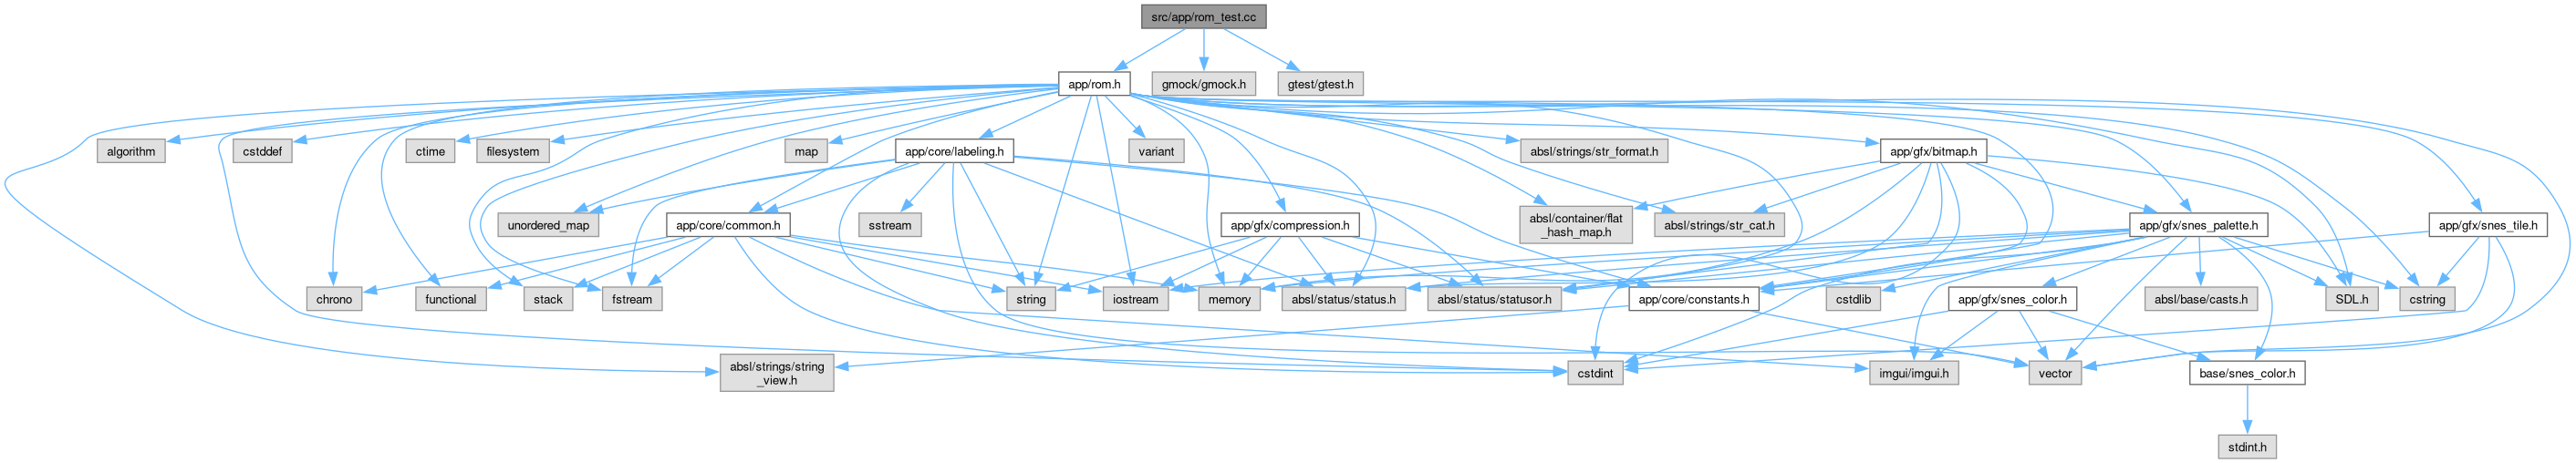 src/app/rom_test.cc
app/rom.h
gmock/gmock.h
gtest/gtest.h
algorithm
cstddef
ctime
filesystem
map
app/core/labeling.h
variant
absl/strings/str_format.h
app/gfx/bitmap.h
unordered_map
app/core/common.h
sstream
app/gfx/compression.h
absl/container/flat
_hash_map.h
absl/strings/str_cat.h
app/gfx/snes_palette.h
app/gfx/snes_tile.h
chrono
functional
stack
fstream
string
iostream
memory
absl/status/status.h
absl/status/statusor.h
app/core/constants.h
cstdlib
app/gfx/snes_color.h
absl/base/casts.h
SDL.h
cstring
absl/strings/string
_view.h
cstdint
imgui/imgui.h
vector
base/snes_color.h
stdint.h